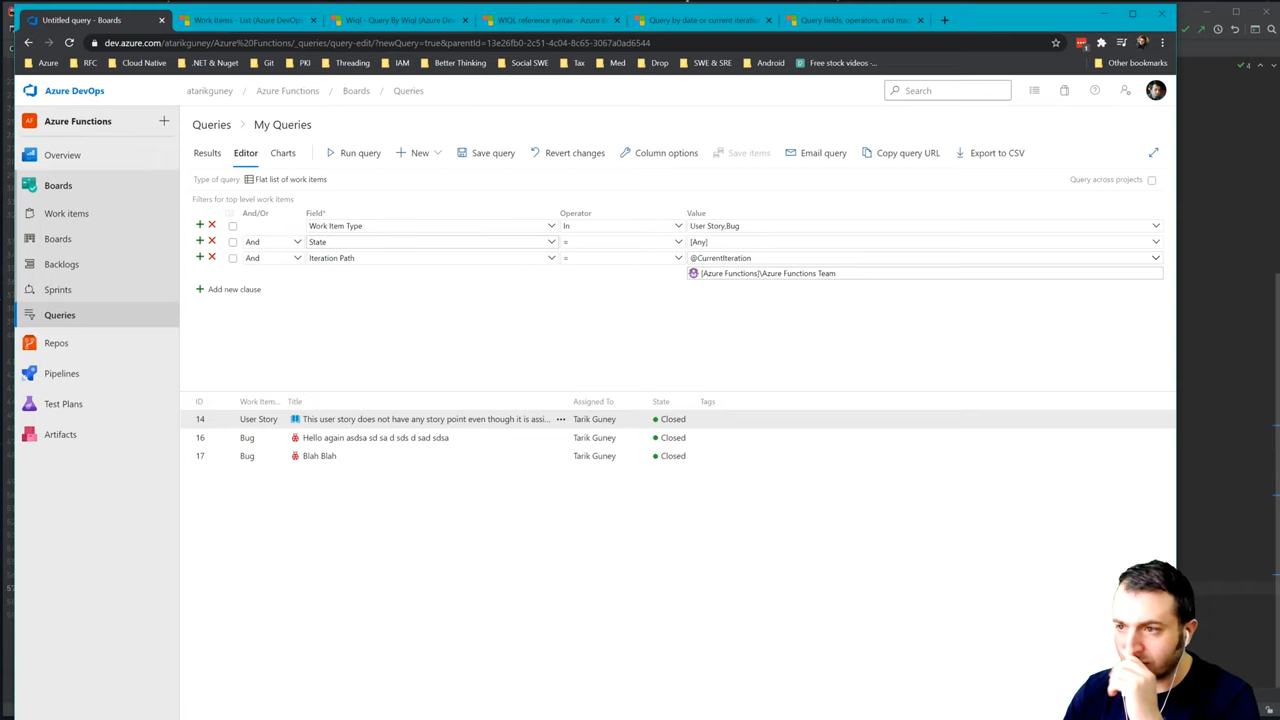 Untitled query - Boards
Work Items - List (Azure DevOps
Wiql - Query By Wiql (Azure Dev
WIQL reference syntax - Azure B
Query by date or current iteration
Query fields, operators, and mac
dev.azure.com/atarikguney/Azure%20Functions/_queries/query-edit/?newQuery=true&parentId=13e26fb0-2c51-4c04-8c65-3067a0ad6544
Azure RFC Cloud Native .NET & Nuget Git PKI Threading IAM Better Thinking Social SWE Tax Med Drop SWE & SRE Android Free stock videos -... Other bookmarks
Azure DevOps
atarikguney / Azure Functions / Boards / Queries
Search
Azure Functions
Queries > My Queries
Overview
Results Editor Charts Run query New Save query Revert changes Column options Save items Email query Copy query URL Export to CSV
Boards
Type of query Flat list of work items
Query across projects
Work items
Filters for top level work items
And/Or Field* Operator Value
Work Item Type In User Story,Bug
Boards
And State = [Any]
And Iteration Path = @CurrentIteration
Backlogs
[Azure Functions]\Azure Functions Team
Sprints
Add new clause
Queries
Repos
Pipelines
Test Plans
Artifacts
ID Work Item... Title Assigned To State Tags
14 User Story This user story does not have any story point even though it is assi... Tarik Guney Closed
16 Bug Hello again asdsa sd sa d sds d sad sdsa Tarik Guney Closed
17 Bug Blah Blah Tarik Guney Closed
4